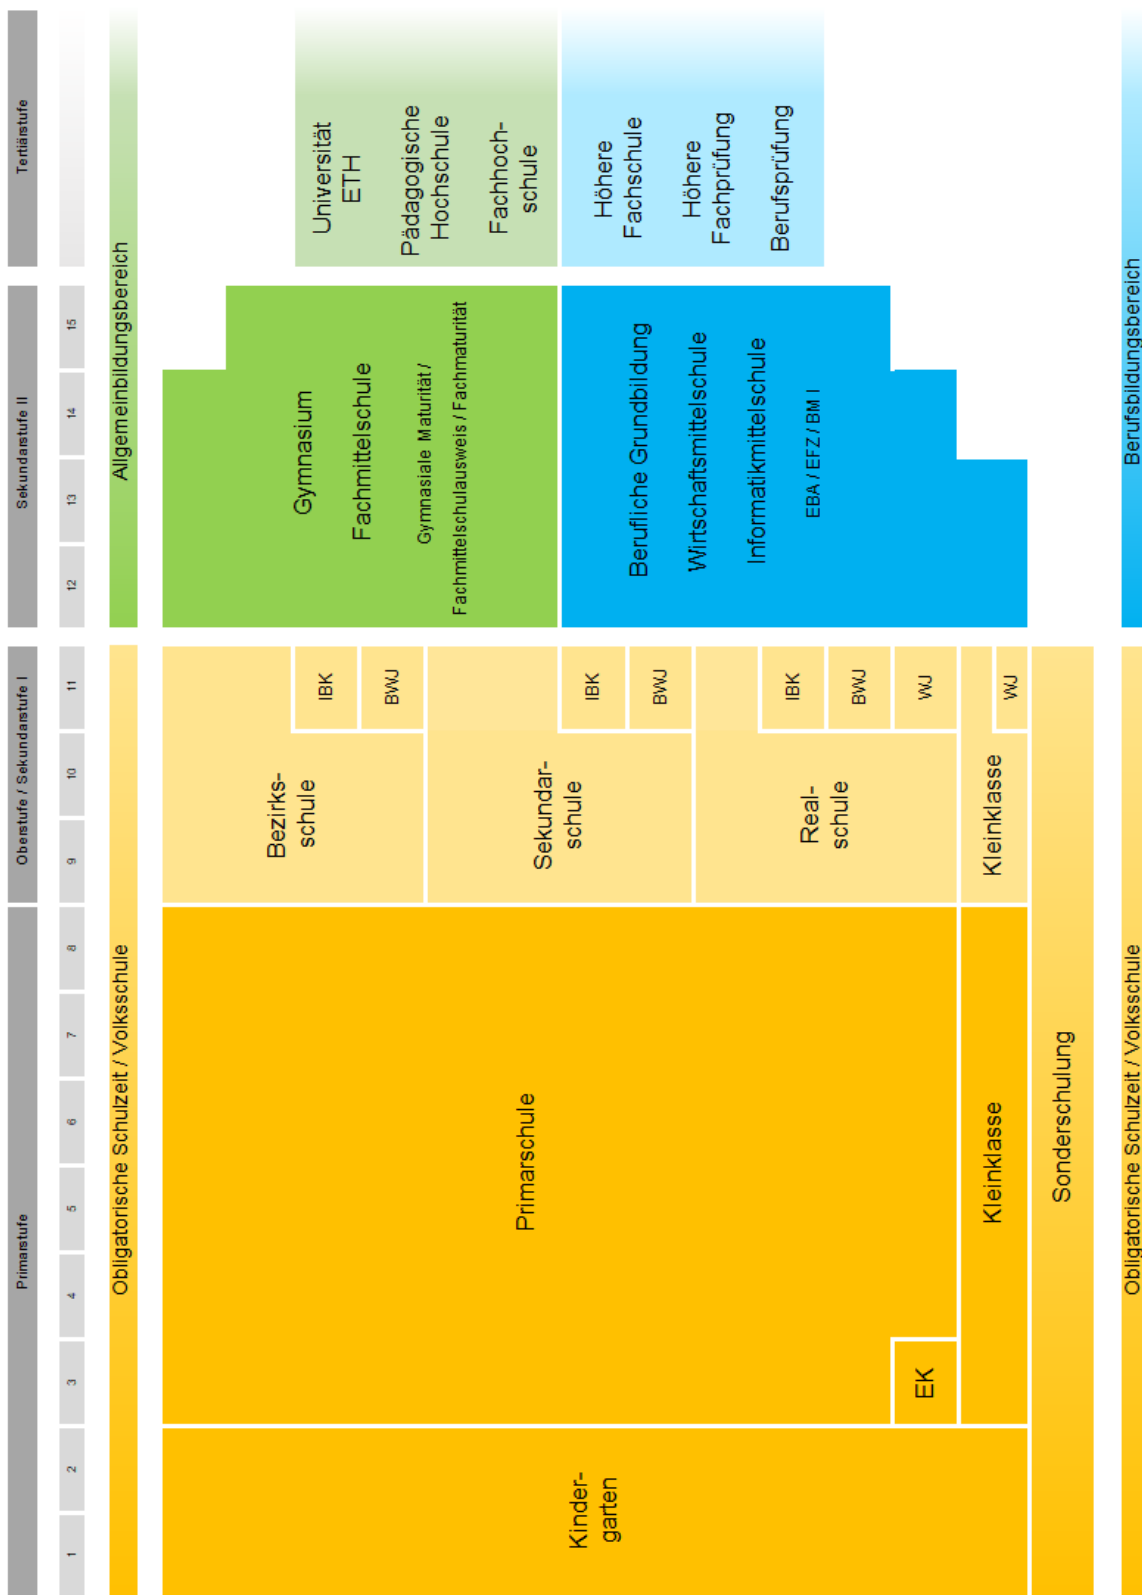 Tertiärstufe
Sekundarstufe II
Oberstufe / Sekundarstufe I
Primarstufe
15
14
13
12
11
10
9
8
7
6
5
4
3
2
1
Allgemeinbildungsbereich
Obligatorische Schulzeit / Volksschule
Universität
ETH
Pädagogische
Hochschule
Fachhoch-
schule
Höhere
Fachschule
Höhere
Fachprüfung
Berufsprüfung
Gymnasium
Fachmittelschule
Gymnasiale Maturität /
Fachmittelschulausweis / Fachmaturität
Berufliche Grundbildung
Wirtschaftsmittelschule
Informatikmittelschule
EBA / EFZ / BM I
IBK
BWJ
IBK
BWJ
IBK
BWJ
WJ
WJ
Bezirks-
schule
Sekundar-
schule
Real-
schule
Kleinklasse
Primarschule
Kleinklasse
EK
Sonderschulung
Kinder-
garten
Berufsbildungsbereich
Obligatorische Schulzeit / Volksschule